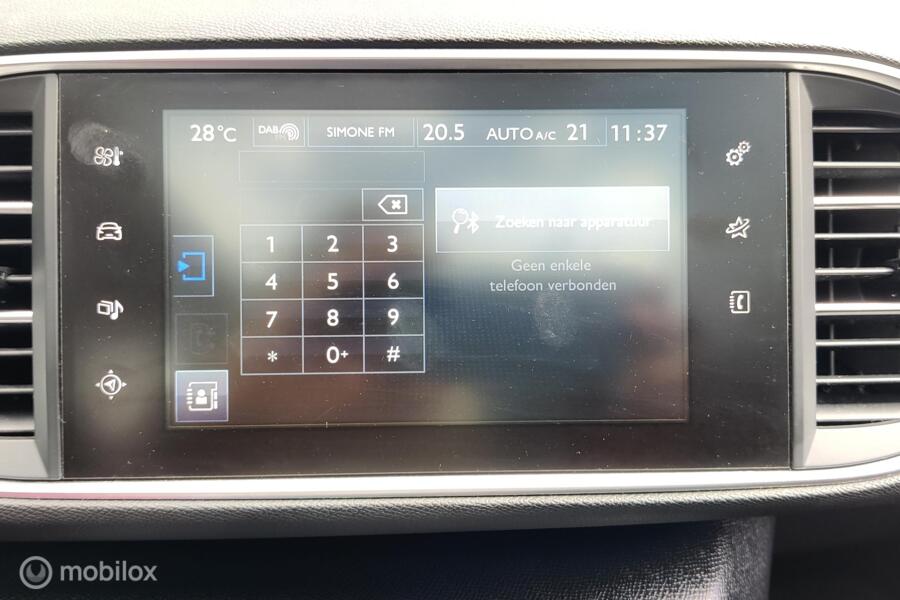 28°C DAB SIMONE FM 20.5 AUTO A/C 21 11:37
Zoeken naar apparatuur
Geen enkele
telefoon verbonden
1 2 3
4 5 6
7 8 9
* 0+ #
mobilox